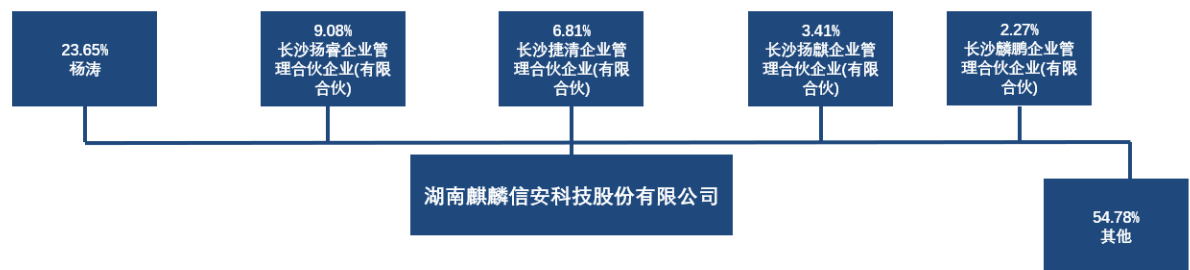 23.65%
杨涛
9.08%
长沙扬睿企业管
理合伙企业(有限
合伙)
6.81%
长沙捷清企业管
理合伙企业(有限
合伙)
3.41%
长沙扬麒企业管
理合伙企业(有限
合伙)
2.27%
长沙麟鹏企业管
理合伙企业(有限
合伙)
湖南麒麟信安科技股份有限公司
54.78%
其他